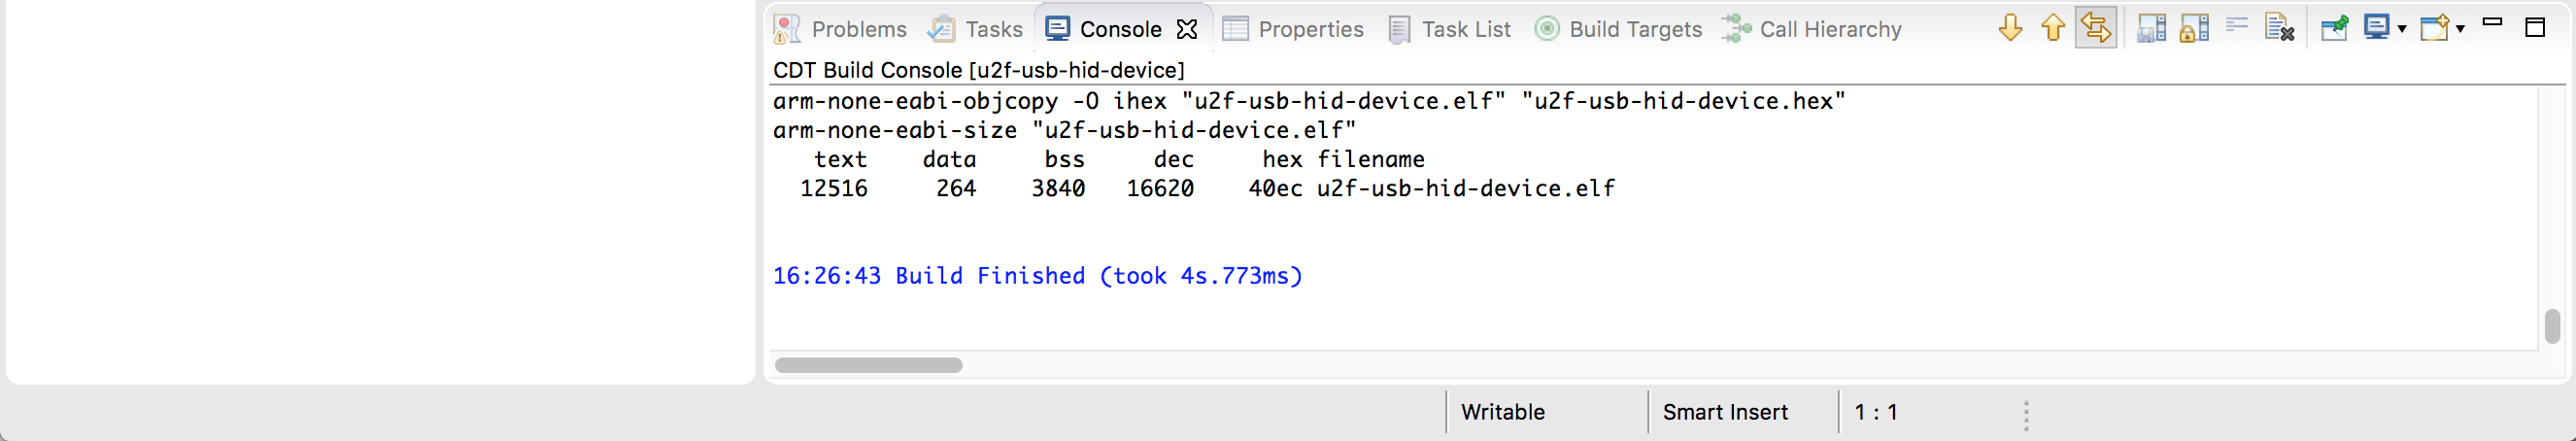 Problems Tasks Console Properties Task List Build Targets Call Hierarchy
CDT Build Console [u2f-usb-hid-device]
arm-none-eabi-objcopy -O ihex "u2f-usb-hid-device.elf" "u2f-usb-hid-device.hex"
arm-none-eabi-size "u2f-usb-hid-device.elf"
   text    data     bss     dec     hex filename
  12516     264    3840   16620    40ec u2f-usb-hid-device.elf
16:26:43 Build Finished (took 4s.773ms)
Writable Smart Insert 1 : 1